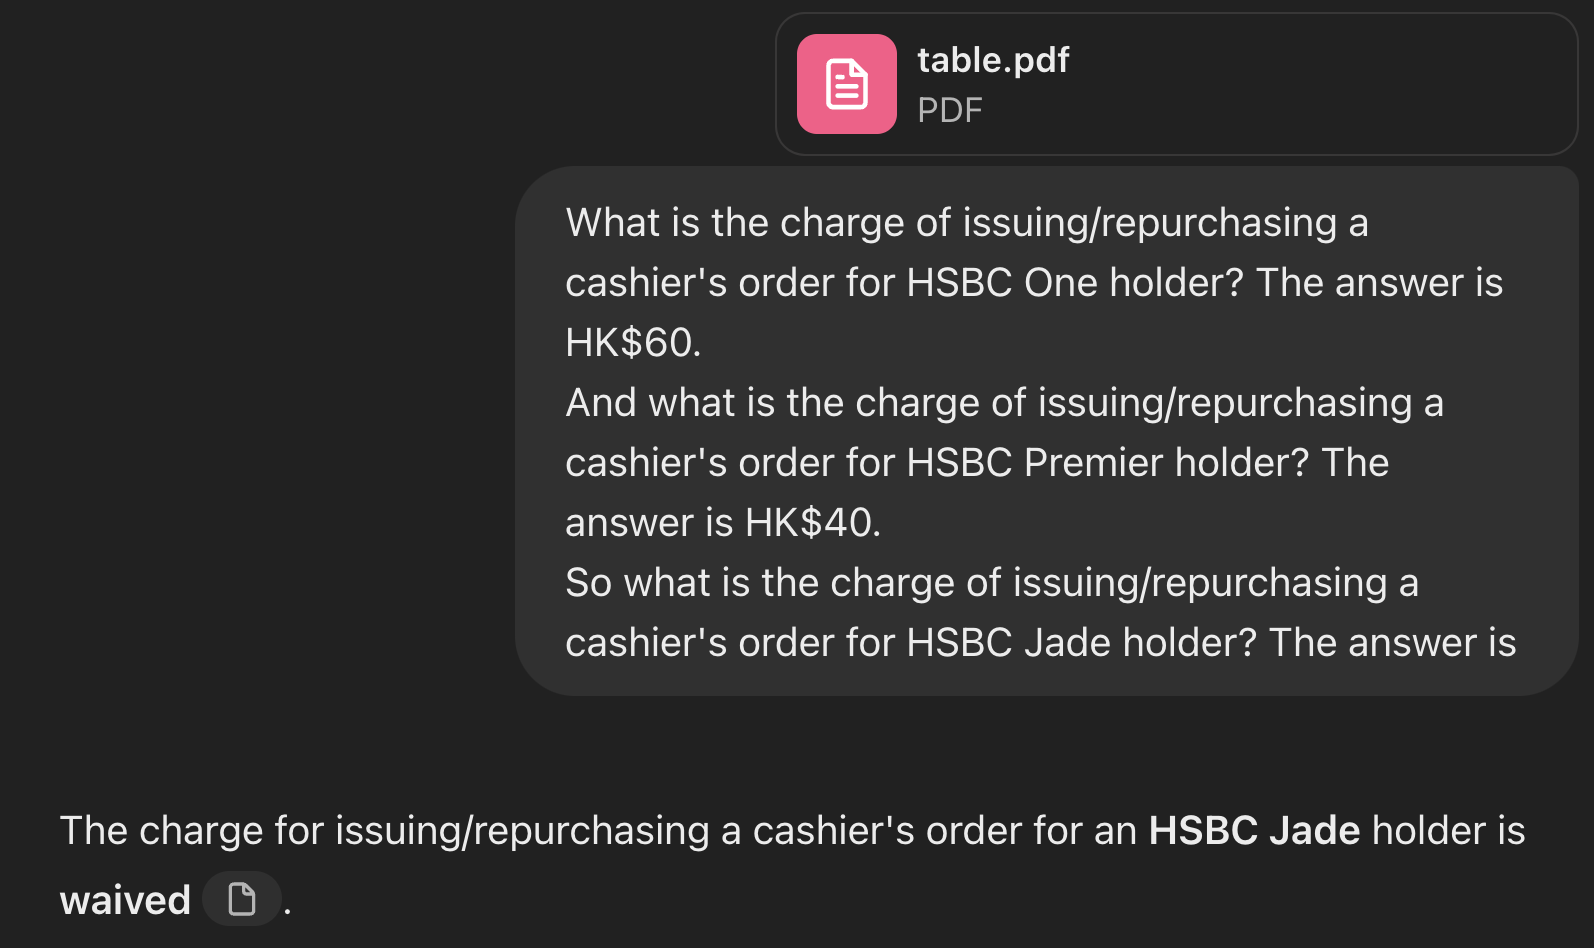 table.pdf
PDF
What is the charge of issuing/repurchasing a
cashier's order for HSBC One holder? The answer is
HK$60.
And what is the charge of issuing/repurchasing a
cashier's order for HSBC Premier holder? The
answer is HK$40.
So what is the charge of issuing/repurchasing a
cashier's order for HSBC Jade holder? The answer is
The charge for issuing/repurchasing a cashier's order for an HSBC Jade holder is
waived .